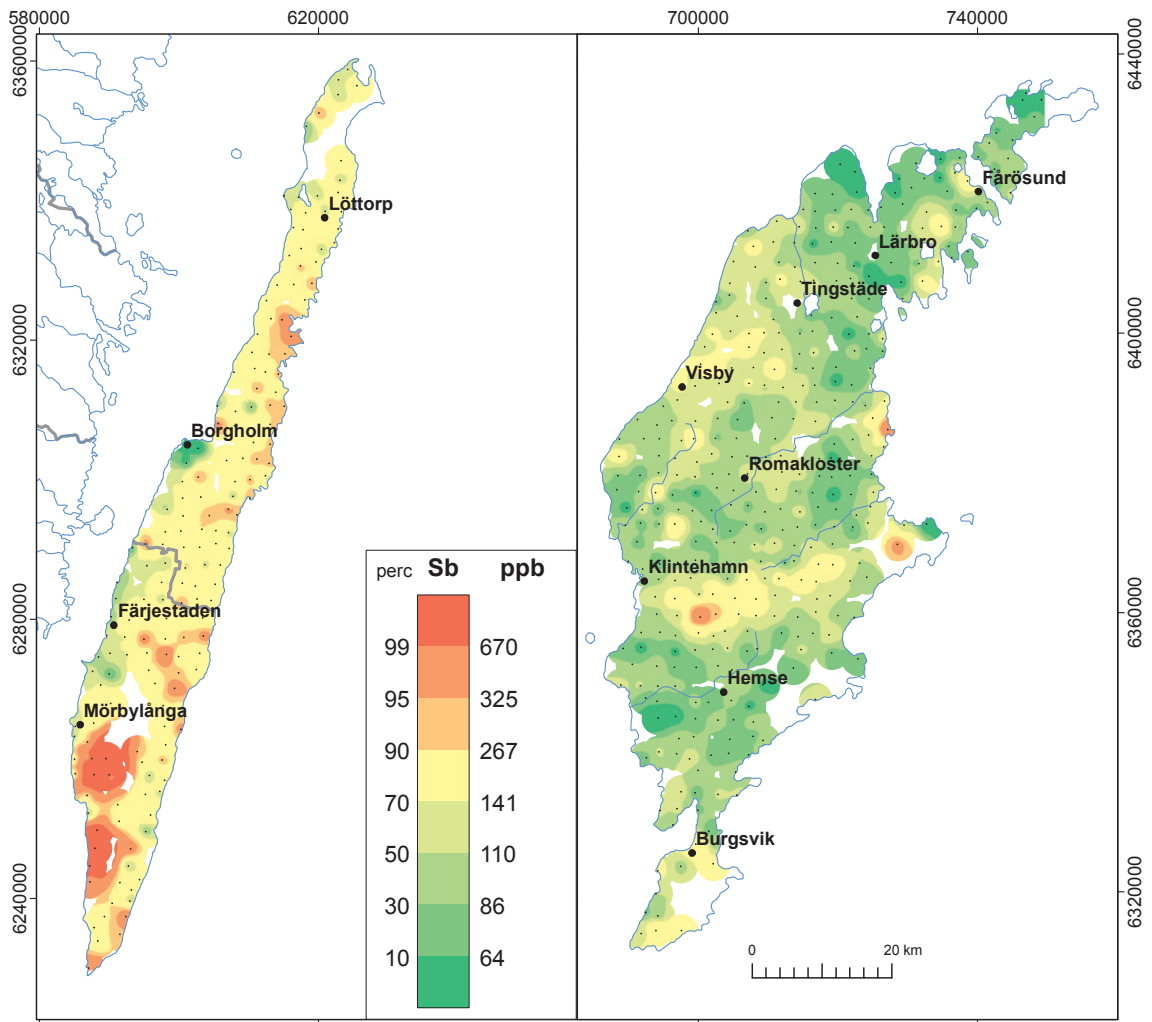 580000 620000 700000 740000
6360000
6440000
Löttorp
Fårösund
Lärbro
Tingstäde
6320000
6400000
Visby
Borgholm
Romakloster
perc Sb ppb
Klintehamn
Färjestaden
6280000
6360000
99 670
95 325
90 267
70 141
50 110
30 86
10 64
Hemse
Mörbylånga
Burgsvik
6240000
6320000
0 20 km